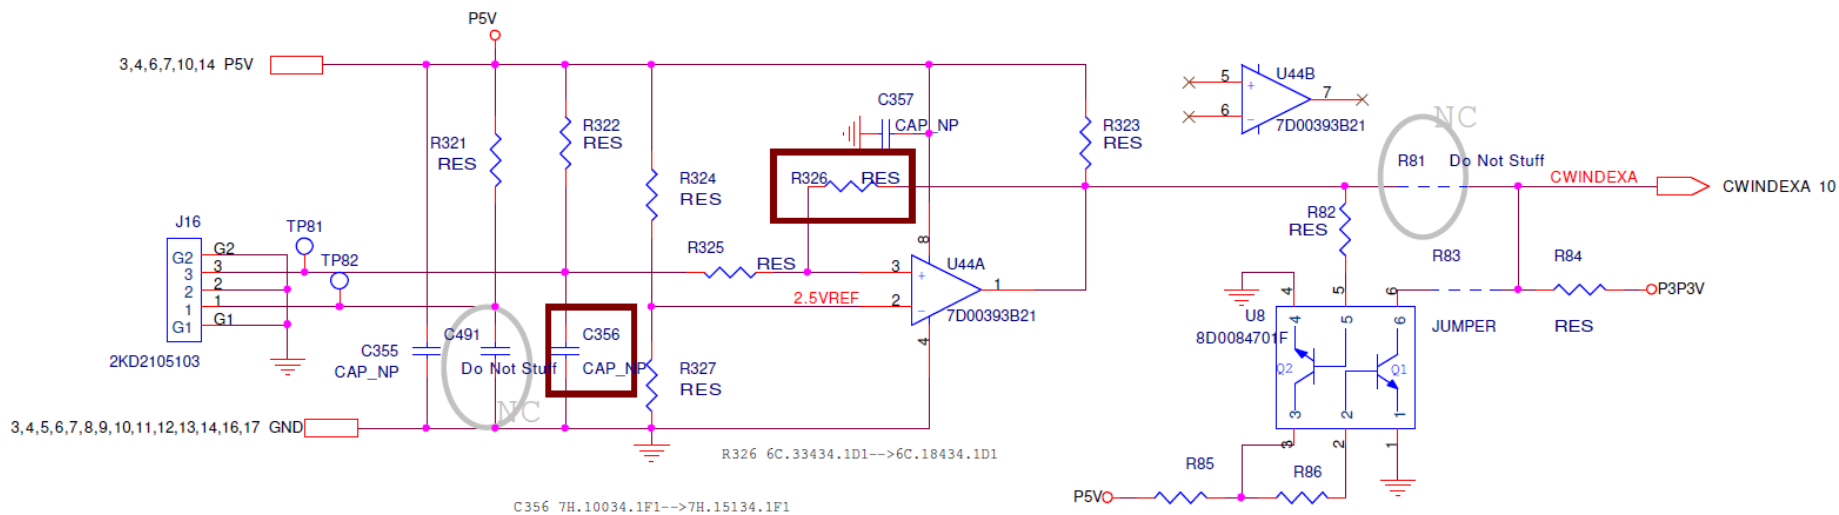 P5V
3,4,6,7,10,14 P5V
U44B
5
6
7
7D00393B21
NC
C357
CAP_NP
R321
RES
R322
RES
R323
RES
R81
Do Not Stuff
R326
RES
R324
RES
CWINDEXA
CWINDEXA 10
J16
TP81
TP82
G2
3
2
1
G1
G2
3
2
1
G1
2KD2105103
R325
RES
8
3
2
1
4
+
-
U44A
7D00393B21
2.5VREF
R82
RES
R83
R84
P3P3V
JUMPER
RES
C355
CAP_NP
C491
Do Not Stuff
NC
C356
CAP_NP
R327
RES
U8
8D0084701F
4
5
6
4
5
6
Q2
Q1
3
2
1
3
2
1
3,4,5,6,7,8,9,10,11,12,13,14,16,17 GND
R326 6C.33434.1D1-->6C.18434.1D1
R85
R86
P5V
C356 7H.10034.1F1-->7H.15134.1F1